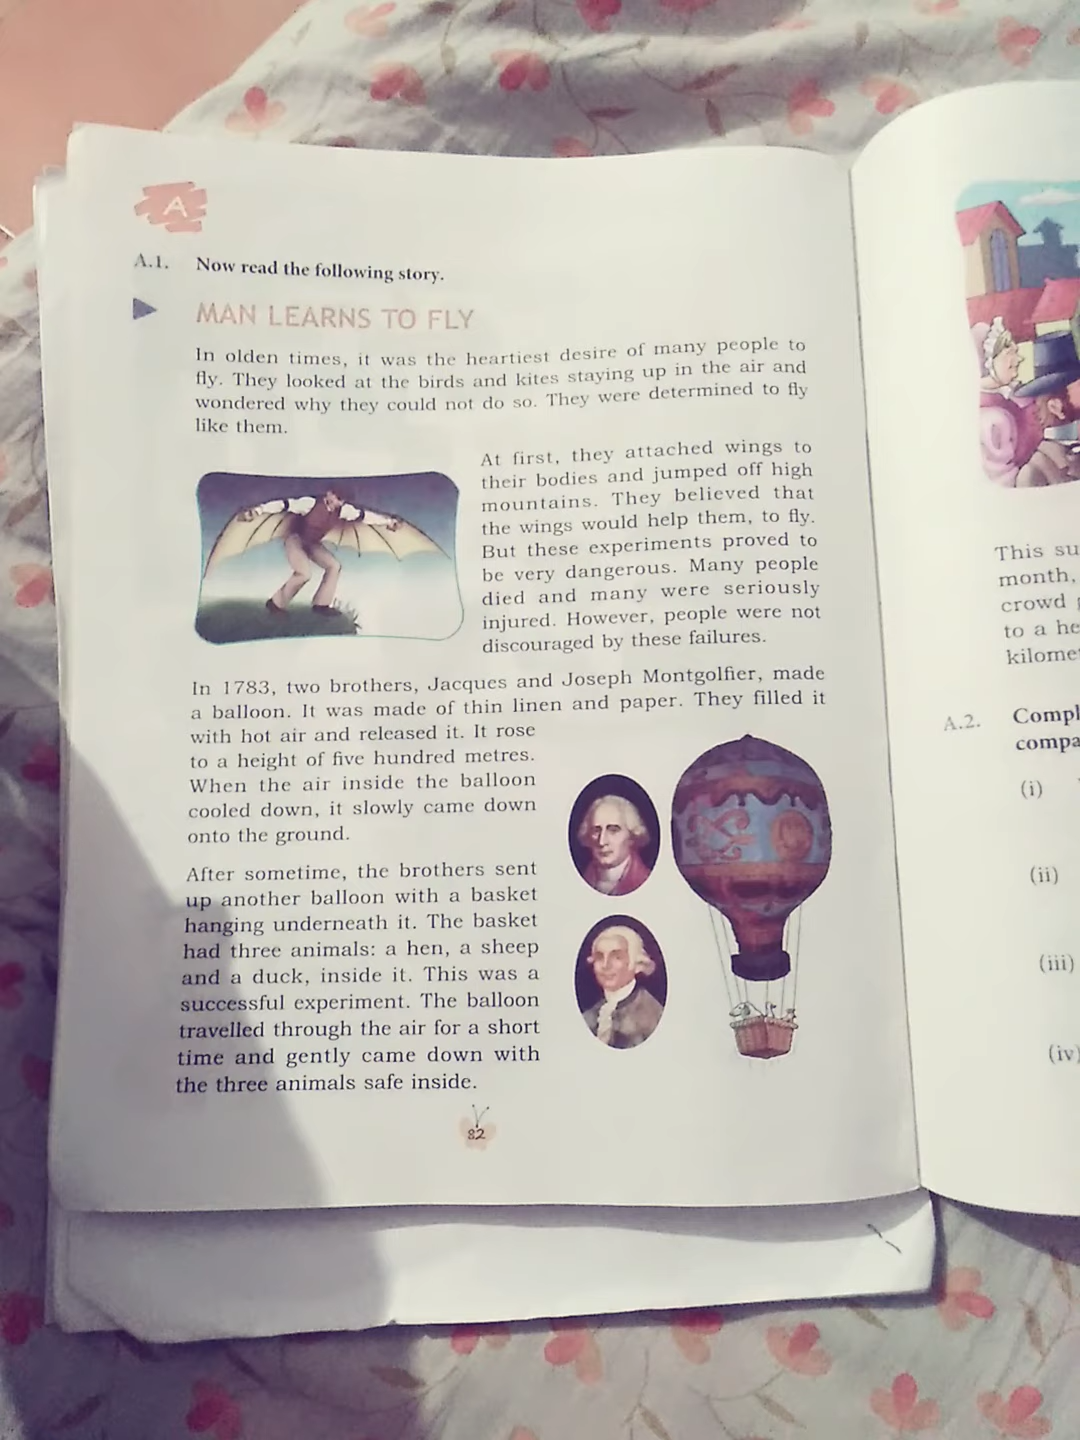 A
A.1. Now read the following story.
MAN LEARNS TO FLY
In olden times, it was the heartiest desire of many people to
fly. They looked at the birds and kites staying up in the air and
wondered why they could not do so. They were determined to fly
like them.
At first, they attached wings to
their bodies and jumped off high
mountains. They believed that
the wings would help them, to fly.
But these experiments proved to
be very dangerous. Many people
died and many were seriously
injured. However, people were not
discouraged by these failures.
In 1783, two brothers, Jacques and Joseph Montgolfier, made
a balloon. It was made of thin linen and paper. They filled it
with hot air and released it. It rose
to a height of five hundred metres.
When the air inside the balloon
cooled down, it slowly came down
onto the ground.
After sometime, the brothers sent
up another balloon with a basket
hanging underneath it. The basket
had three animals: a hen, a sheep
and a duck, inside it. This was a
successful experiment. The balloon
travelled through the air for a short
time and gently came down with
the three animals safe inside.
82
This su
month,
crowd
to a he
kilome
A.2. Compl
compa
(i)
(ii)
(iii)
(iv)